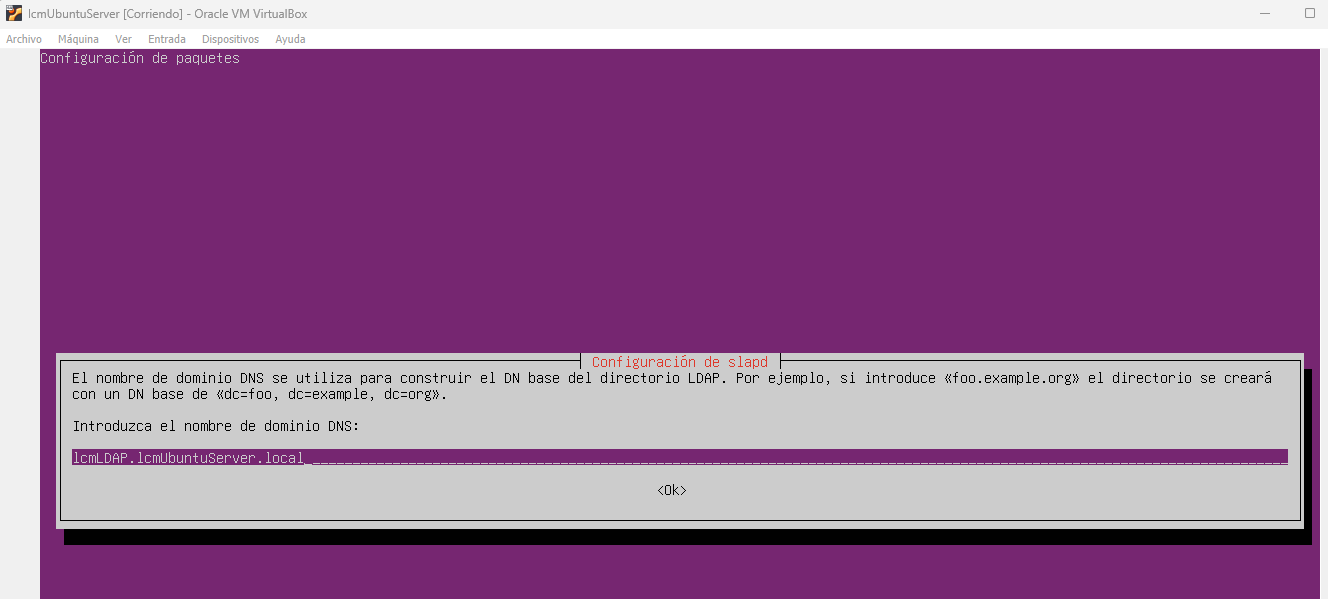 lcmUbuntuServer [Corriendo] - Oracle VM VirtualBox
Archivo Máquina Ver Entrada Dispositivos Ayuda
Configuración de paquetes
Configuración de slapd
El nombre de dominio DNS se utiliza para construir el DN base del directorio LDAP. Por ejemplo, si introduce «foo.example.org» el directorio se creará
con un DN base de «dc=foo, dc=example, dc=org».
Introduzca el nombre de dominio DNS:
lcmLDAP.lcmUbuntuServer.local
<Ok>